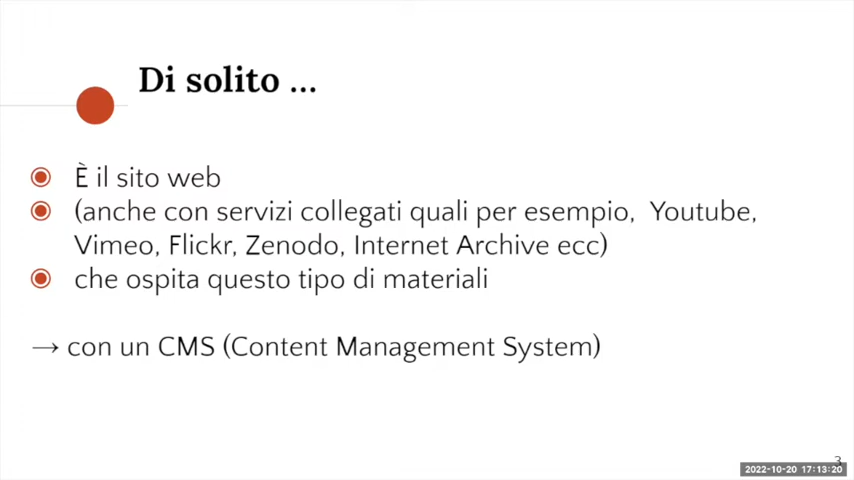 Di solito ...
È il sito web
(anche con servizi collegati quali per esempio, Youtube,
Vimeo, Flickr, Zenodo, Internet Archive ecc)
che ospita questo tipo di materiali
→ con un CMS (Content Management System)
3
2022-10-20 17:13:20